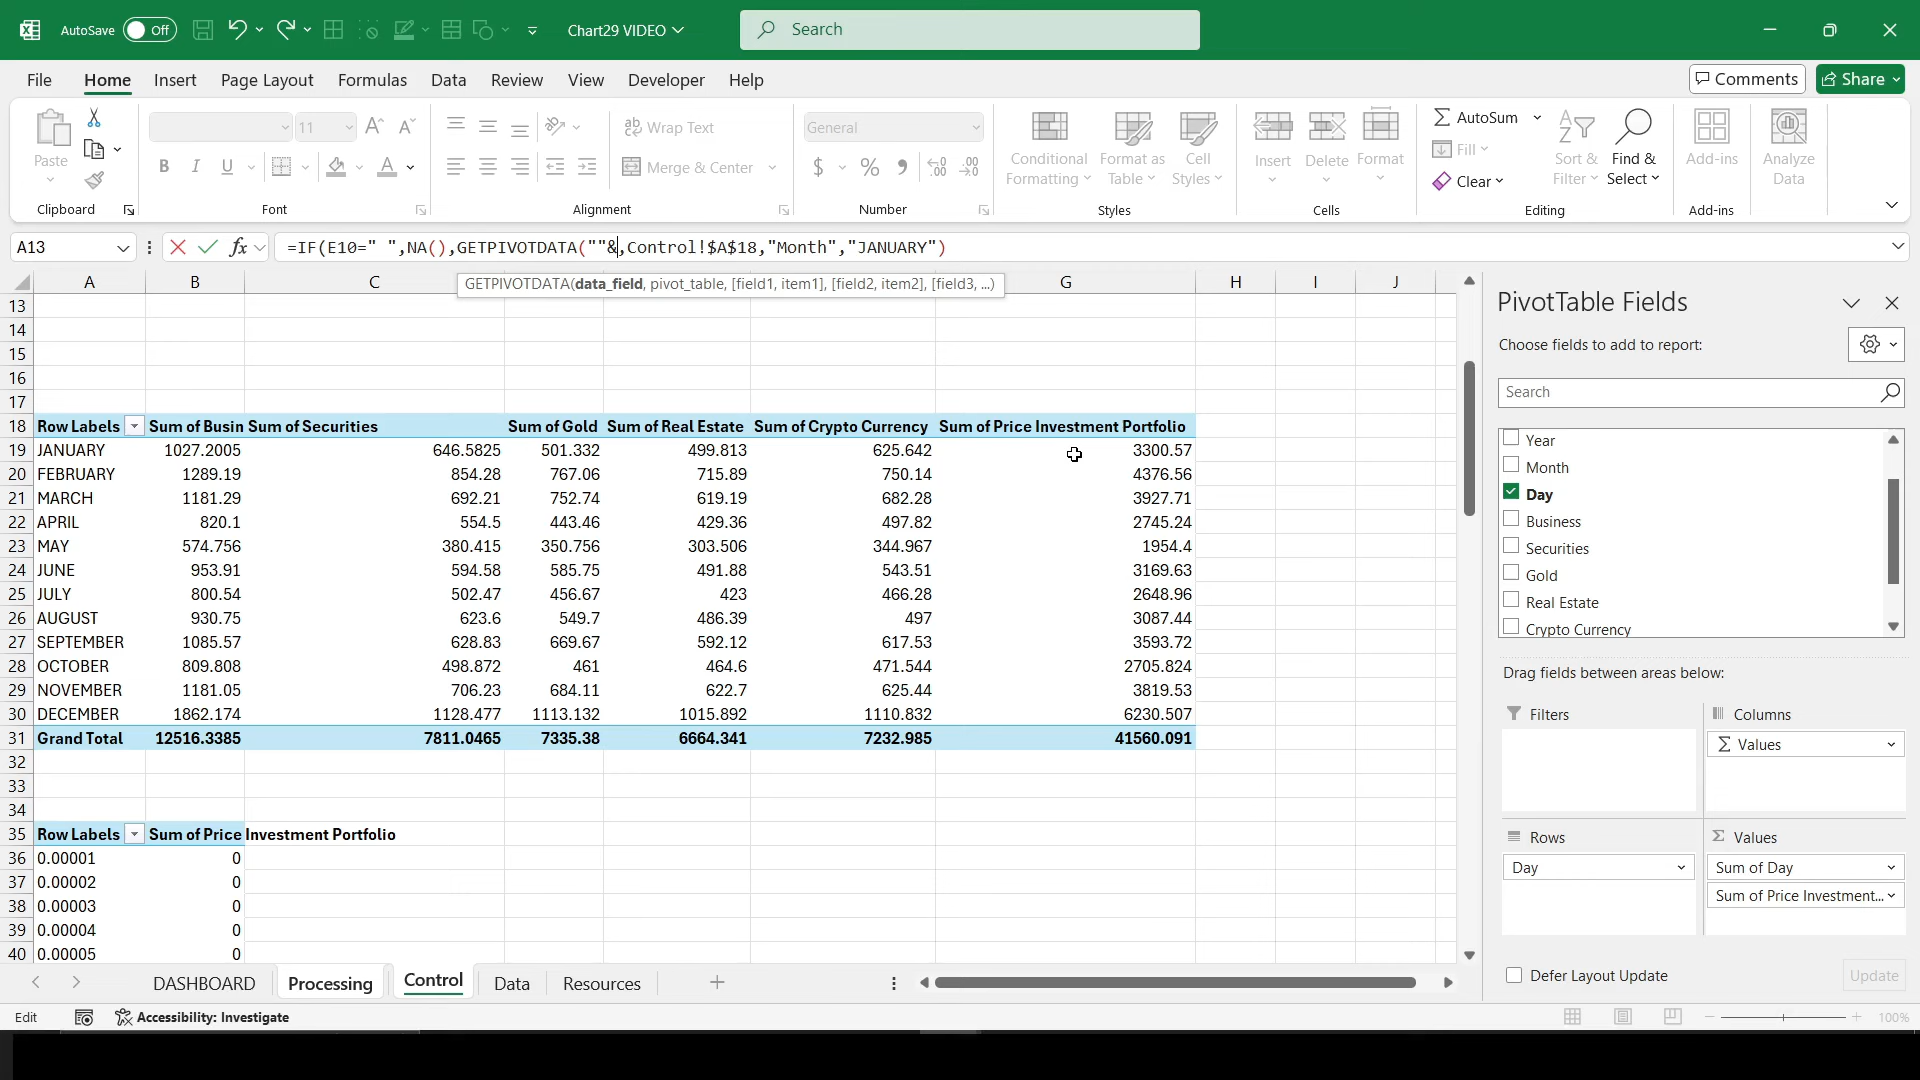 AutoSave Off Chart29 VIDEO Search
File Home Insert Page Layout Formulas Data Review View Developer Help Comments Share
Paste
Clipboard
11
B I U A
Font
ab Wrap Text
Merge & Center
Alignment
General
$ % 9 .00
Number
Conditional Formatting
Format as Table
Cell Styles
Styles
Insert
Delete
Format
Cells
AutoSum
Fill
Clear
Sort & Filter
Find & Select
Editing
Add-ins
Add-ins
Analyze Data
A13 fx =IF(E10=" ",NA(),GETPIVOTDATA(""&,Control!$A$18,"Month","JANUARY")
GETPIVOTDATA(data_field, pivot_table, [field1, item1], [field2, item2], [field3, ...)
A B C G H I J
13
14
15
16
17
18 Row Labels Sum of Busin Sum of Securities Sum of Gold Sum of Real Estate Sum of Crypto Currency Sum of Price Investment Portfolio
19 JANUARY 1027.2005 646.5825 501.332 499.813 625.642 3300.57
20 FEBRUARY 1289.19 854.28 767.06 715.89 750.14 4376.56
21 MARCH 1181.29 692.21 752.74 619.19 682.28 3927.71
22 APRIL 820.1 554.5 443.46 429.36 497.82 2745.24
23 MAY 574.756 380.415 350.756 303.506 344.967 1954.4
24 JUNE 953.91 594.58 585.75 491.88 543.51 3169.63
25 JULY 800.54 502.47 456.67 423 466.28 2648.96
26 AUGUST 930.75 623.6 549.7 486.39 497 3087.44
27 SEPTEMBER 1085.57 628.83 669.67 592.12 617.53 3593.72
28 OCTOBER 809.808 498.872 461 464.6 471.544 2705.824
29 NOVEMBER 1181.05 706.23 684.11 622.7 625.44 3819.53
30 DECEMBER 1862.174 1128.477 1113.132 1015.892 1110.832 6230.507
31 Grand Total 12516.3385 7811.0465 7335.38 6664.341 7232.985 41560.091
32
33
34
35 Row Labels Sum of Price Investment Portfolio
36 0.00001 0
37 0.00002 0
38 0.00003 0
39 0.00004 0
40 0.00005 0
PivotTable Fields
Choose fields to add to report:
Search
Year
Month
Day
Business
Securities
Gold
Real Estate
Crypto Currency
Drag fields between areas below:
Filters
Columns
Σ Values
Rows
Day
Σ Values
Sum of Day
Sum of Price Investment...
Defer Layout Update Update
DASHBOARD Processing Control Data Resources
Edit Accessibility: Investigate 100%